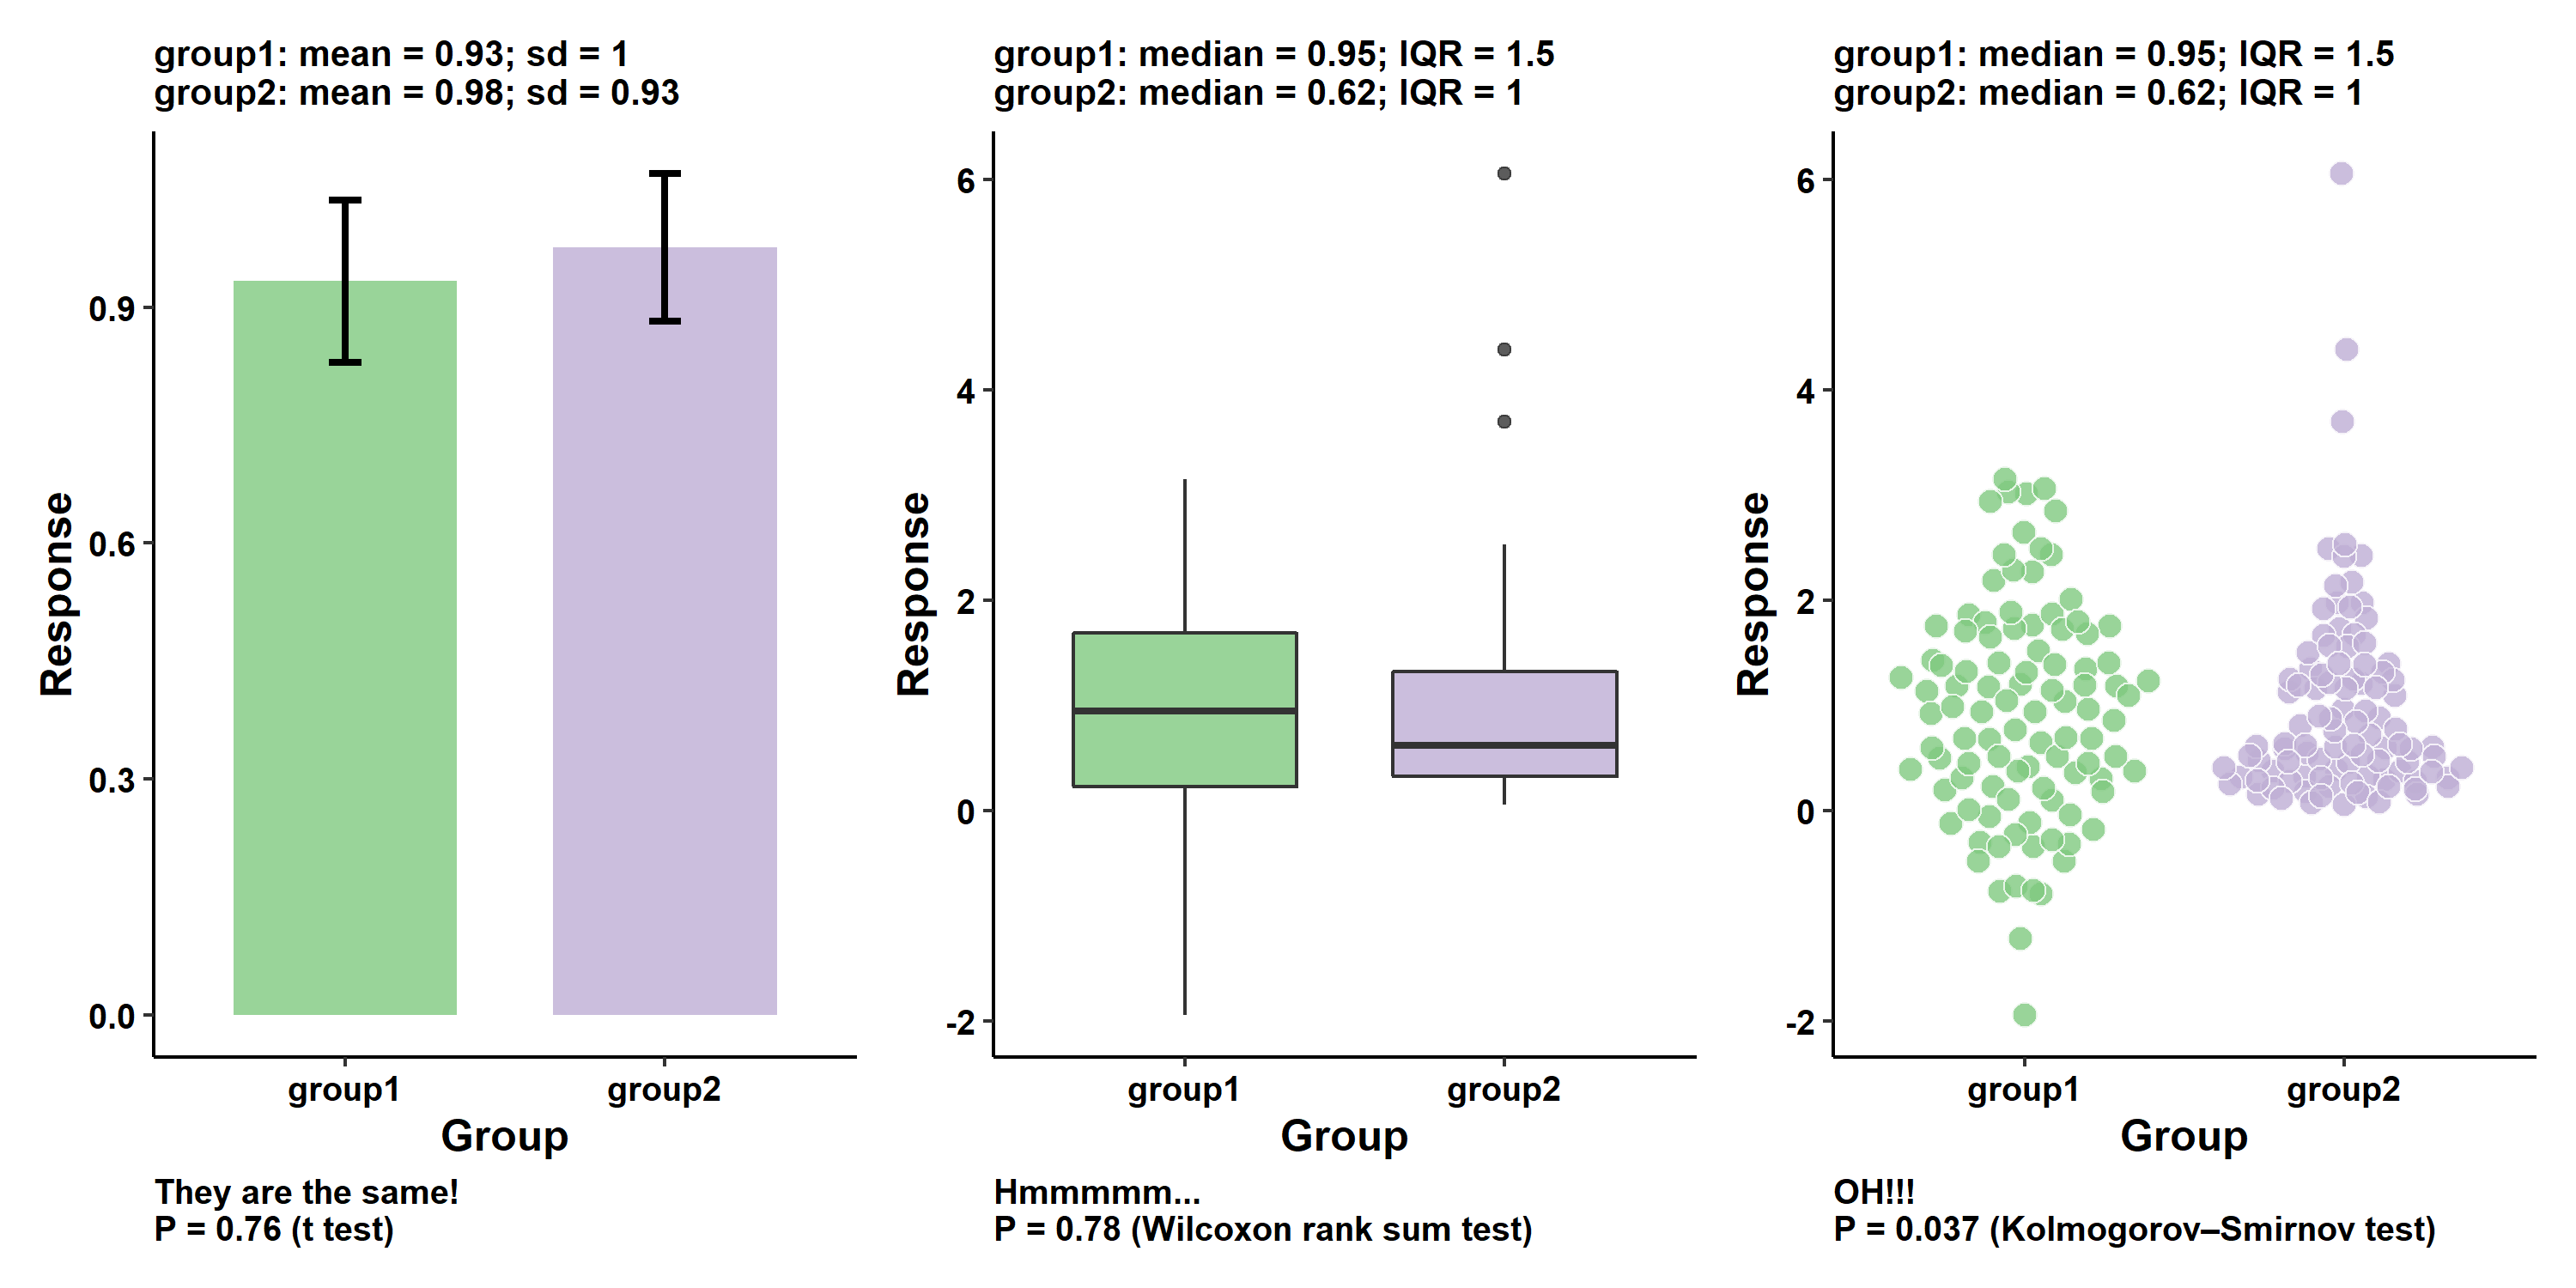 group1: mean = 0.93; sd = 1
group2: mean = 0.98; sd = 0.93
Response
0.9
0.6
0.3
0.0
group1 group2
Group
They are the same!
P = 0.76 (t test)
group1: median = 0.95; IQR = 1.5
group2: median = 0.62; IQR = 1
Response
6
4
2
0
-2
group1 group2
Group
Hmmmmm...
P = 0.78 (Wilcoxon rank sum test)
group1: median = 0.95; IQR = 1.5
group2: median = 0.62; IQR = 1
Response
6
4
2
0
-2
group1 group2
Group
OH!!!
P = 0.037 (Kolmogorov–Smirnov test)